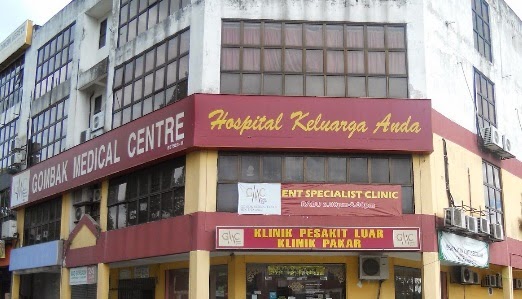 GMC
GOMBAK MEDICAL CENTRE
Hospital Keluarga Anda
GMC
ENT SPECIALIST CLINIC
GMC
KLINIK PESAKIT LUAR
KLINIK PAKAR